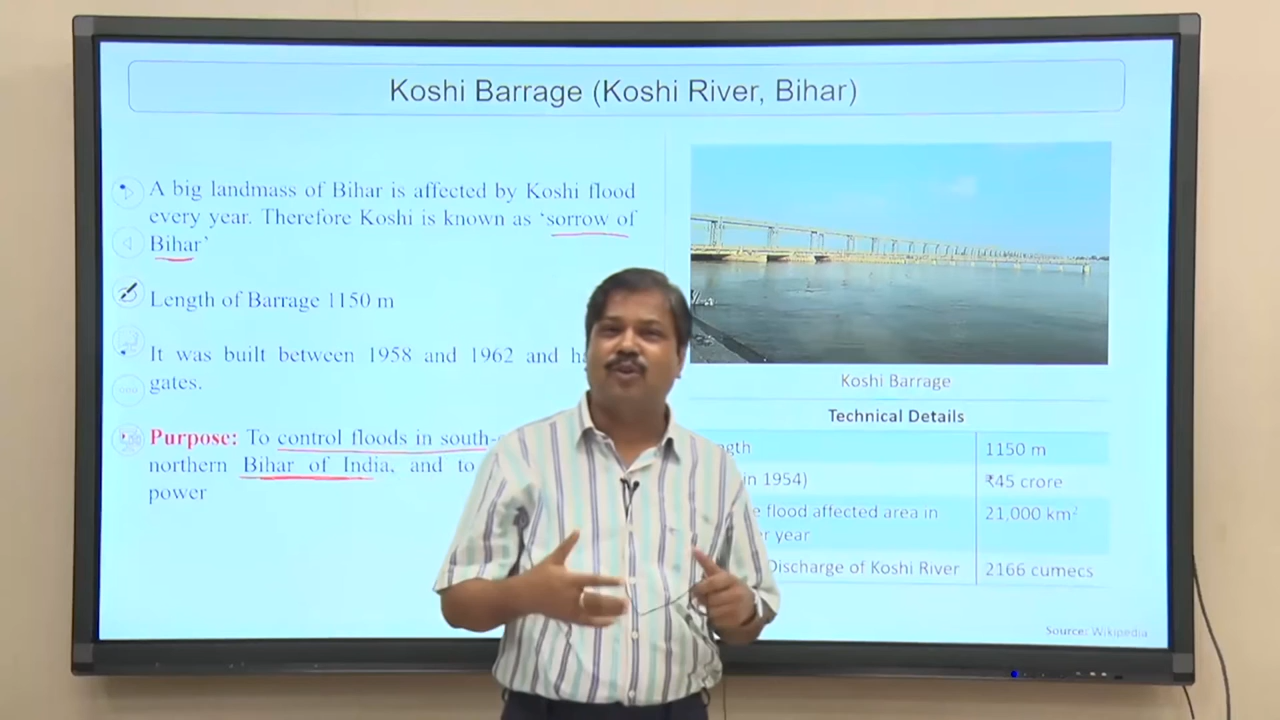 Koshi Barrage (Koshi River, Bihar)
A big landmass of Bihar is affected by Koshi flood
every year. Therefore Koshi is known as ‘sorrow of
Bihar’
Length of Barrage 1150 m
It was built between 1958 and 1962 and
gates.
Purpose: To control floods in south-
northern Bihar of India, and to
power
Koshi Barrage
Technical Details
1150 m
in 1954)
₹45 crore
flood affected area in
year
21,000 km²
Discharge of Koshi River
2166 cumecs
Source: Wikipedia